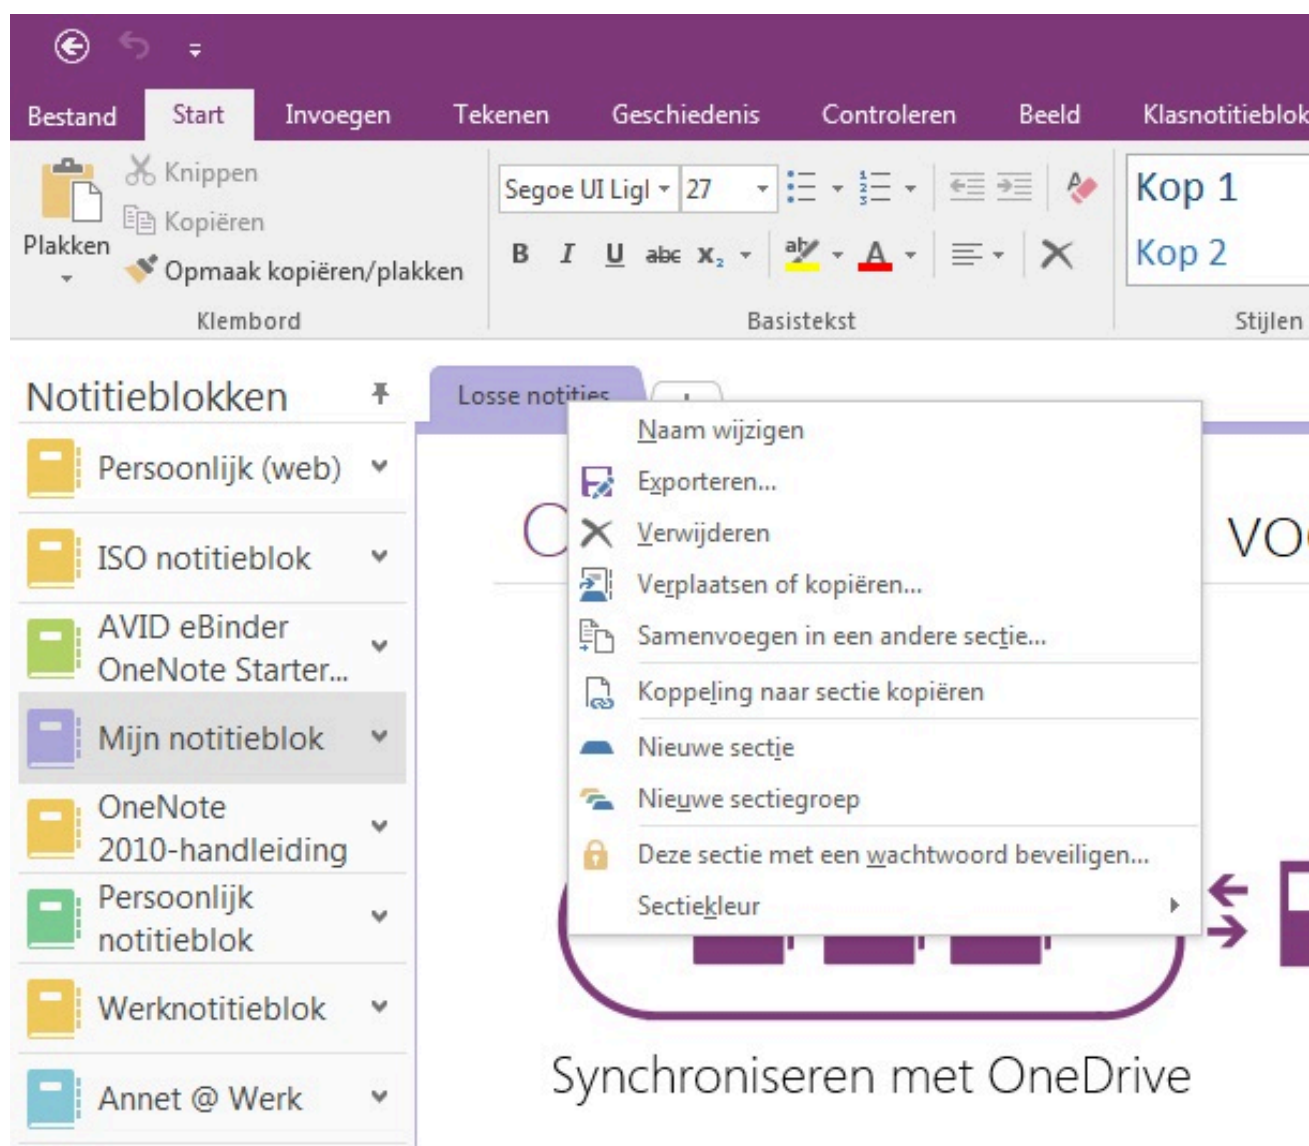 Bestand Start Invoegen Tekenen Geschiedenis Controleren Beeld Klasnotitieblok
Plakken
Knippen
Kopiëren
Opmaak kopiëren/plakken
Klembord
Segoe UI Ligl 27
B I U abc x₂ ab A
Basistekst
Kop 1
Kop 2
Stijlen
Notitieblokken
Persoonlijk (web)
ISO notitieblok
AVID eBinder
OneNote Starter...
Mijn notitieblok
OneNote
2010-handleiding
Persoonlijk
notitieblok
Werknotitieblok
Annet @ Werk
Losse notities
Naam wijzigen
Exporteren...
Verwijderen
Verplaatsen of kopiëren...
Samenvoegen in een andere sectie...
Koppeling naar sectie kopiëren
Nieuwe sectie
Nieuwe sectiegroep
Deze sectie met een wachtwoord beveiligen...
Sectiekleur
Synchroniseren met OneDrive